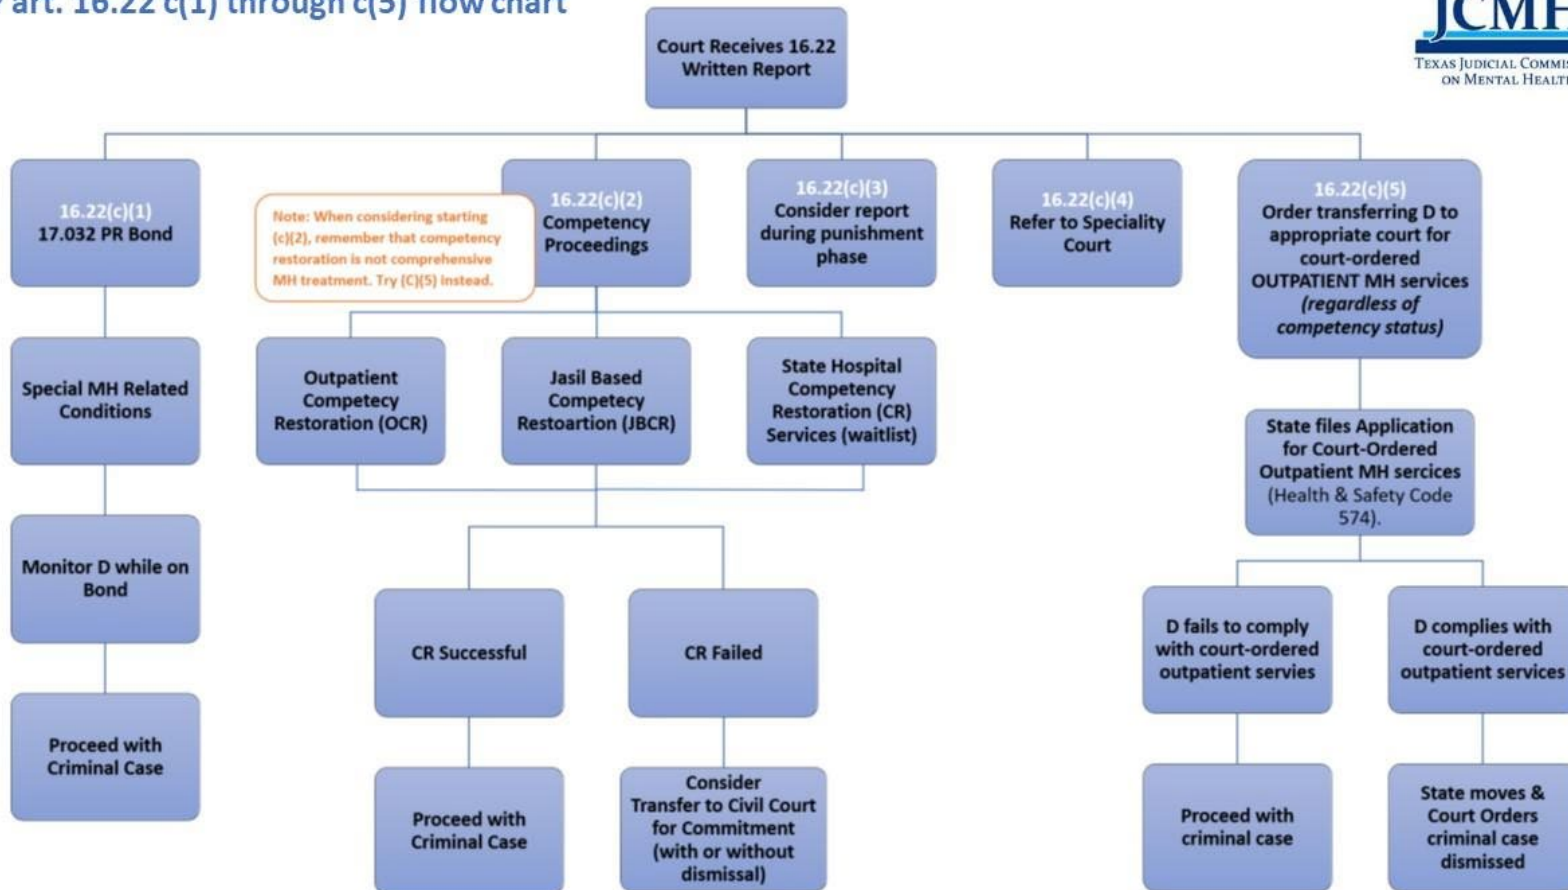 art. 16.22 c(1) through c(5) flow chart
JCMH
TEXAS JUDICIAL COMMIS
ON MENTAL HEALT
Court Receives 16.22
Written Report
16.22(c)(1)
17.032 PR Bond
Note: When considering starting
(c)(2), remember that competency
restoration is not comprehensive
MH treatment. Try (C)(5) instead.
16.22(c)(2)
Competency
Proceedings
16.22(c)(3)
Consider report
during punishment
phase
16.22(c)(4)
Refer to Speciality
Court
16.22(c)(5)
Order transferring D to
appropriate court for
court-ordered
OUTPATIENT MH services
(regardless of
competency status)
Special MH Related
Conditions
Outpatient
Competecy
Restoration (OCR)
Jasil Based
Competecy
Restoartion (JBCR)
State Hospital
Competency
Restoration (CR)
Services (waitlist)
State files Application
for Court-Ordered
Outpatient MH sercices
(Health & Safety Code
574).
Monitor D while on
Bond
CR Successful
CR Failed
D fails to comply
with court-ordered
outpatient servies
D complies with
court-ordered
outpatient services
Proceed with
Criminal Case
Proceed with
Criminal Case
Consider
Transfer to Civil Court
for Commitment
(with or without
dismissal)
Proceed with
criminal case
State moves &
Court Orders
criminal case
dismissed